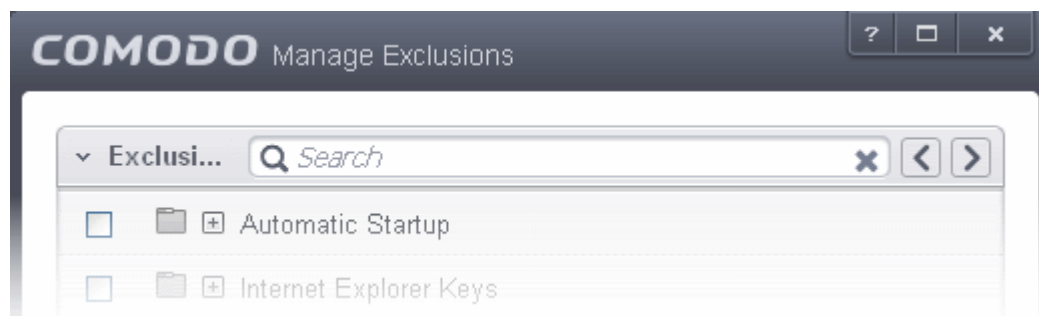 COMODO Manage Exclusions ?
Exclusi... Search
Automatic Startup
Internet Explorer Keys